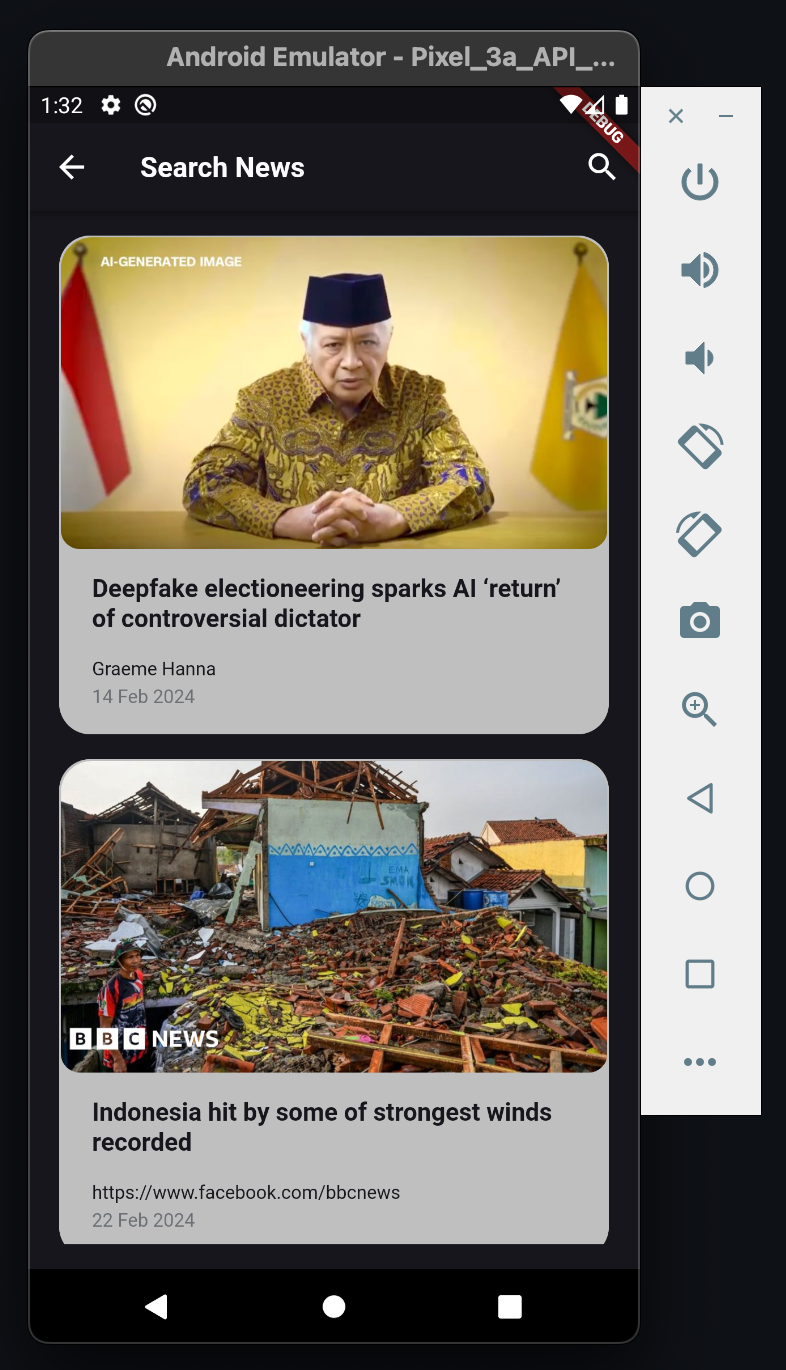 Android Emulator - Pixel_3a_API_...
1:32
DEBUG
Search News
AI-GENERATED IMAGE
Deepfake electioneering sparks AI ‘return’
of controversial dictator
Graeme Hanna
14 Feb 2024
EMA
BBC NEWS
Indonesia hit by some of strongest winds
recorded
https://www.facebook.com/bbcnews
22 Feb 2024